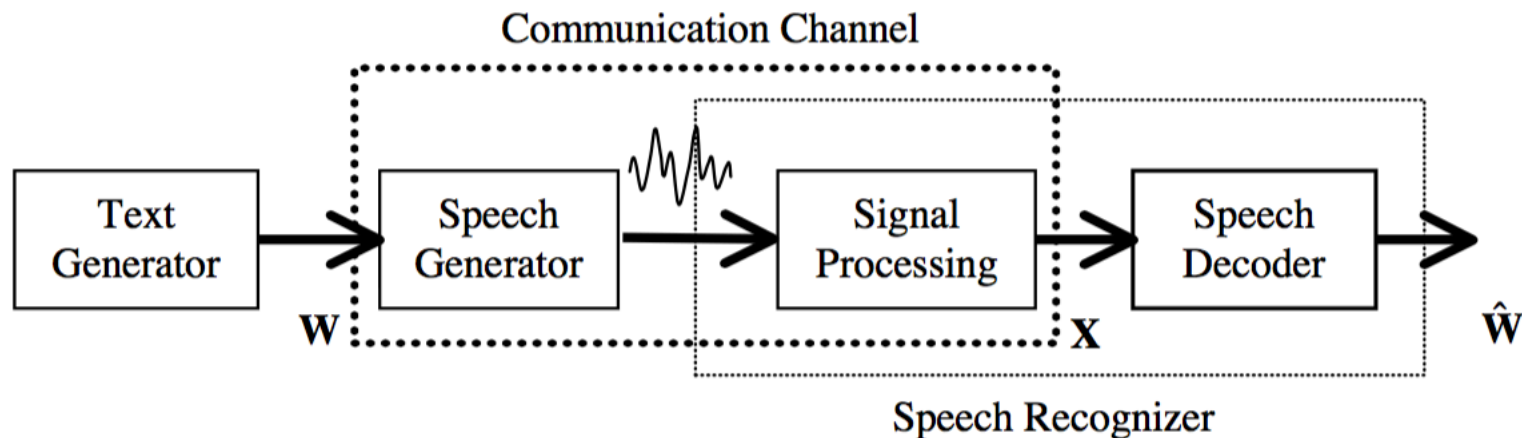 Communication Channel
Text
Generator
Speech
Generator
Signal
Processing
Speech
Decoder
W
X
Ŵ
Speech Recognizer